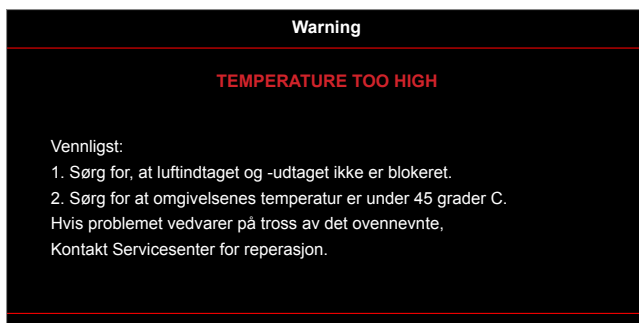 Warning
TEMPERATURE TOO HIGH
Vennligst:
1. Sørg for, at luftindtaget og -udtaget ikke er blokeret.
2. Sørg for at omgivelsenes temperatur er under 45 grader C.
Hvis problemet vedvarer på tross av det ovennevnte,
Kontakt Servicesenter for reperasjon.